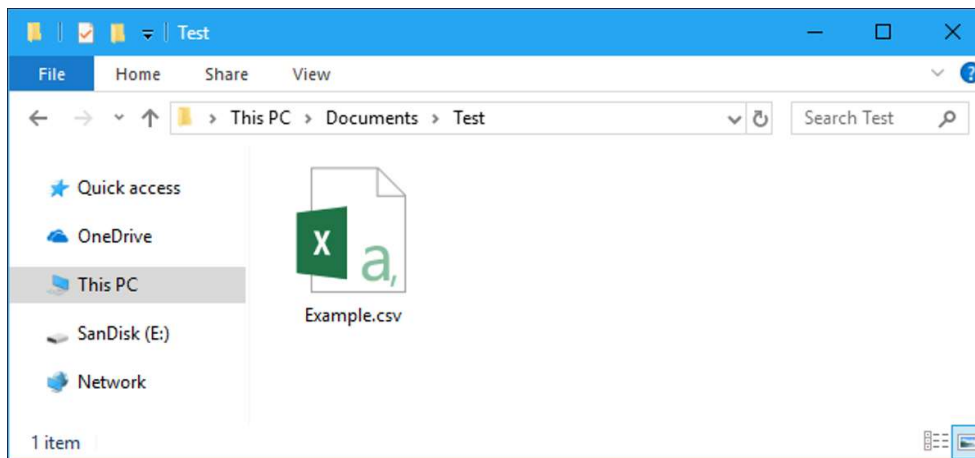 Test
File Home Share View
This PC > Documents > Test
Search Test
Quick access
OneDrive
This PC
SanDisk (E:)
Network
X a,
Example.csv
1 item